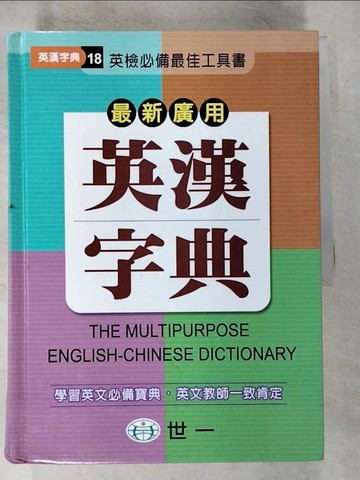 英漢字典 18 英檢必備最佳工具書
最新廣用
英漢
字典
THE MULTIPURPOSE
ENGLISH-CHINESE DICTIONARY
學習英文必備寶典・英文教師一致肯定
世一